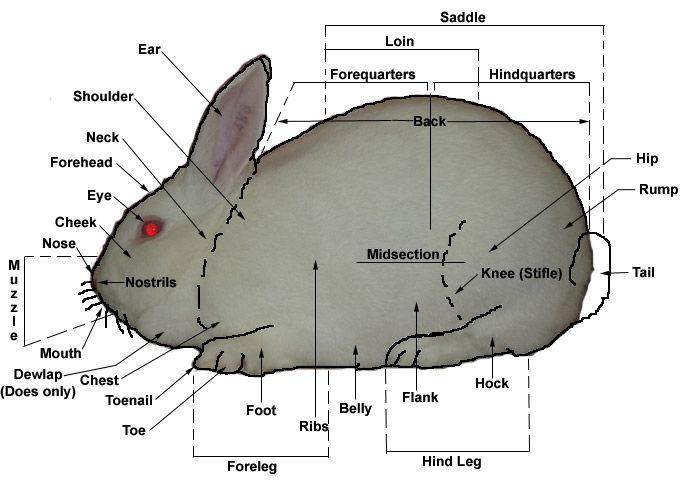 Saddle
Loin
Ear
Forequarters
Hindquarters
Shoulder
Back
Neck
Forehead
Hip
Eye
Rump
Cheek
Nose
Midsection
Muzzle
Nostrils
Knee (Stifle)
Tail
Mouth
Dewlap
(Does only)
Chest
Hock
Toenail
Foot
Belly
Flank
Toe
Ribs
Foreleg
Hind Leg